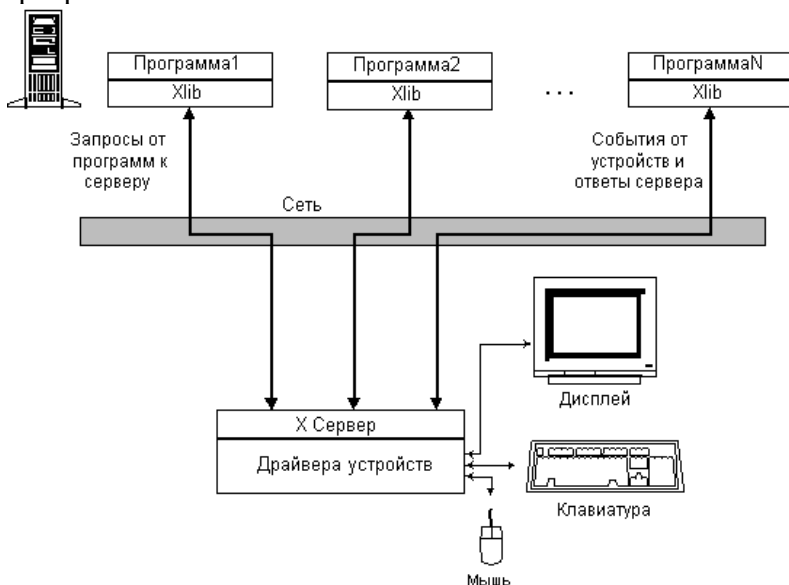 Программа1
Xlib
Программа2
Xlib
. . .
ПрограммаN
Xlib
Запросы от
программ к
серверу
События от
устройств и
ответы сервера
Сеть
X Сервер
Драйвера устройств
Дисплей
Клавиатура
Мышь